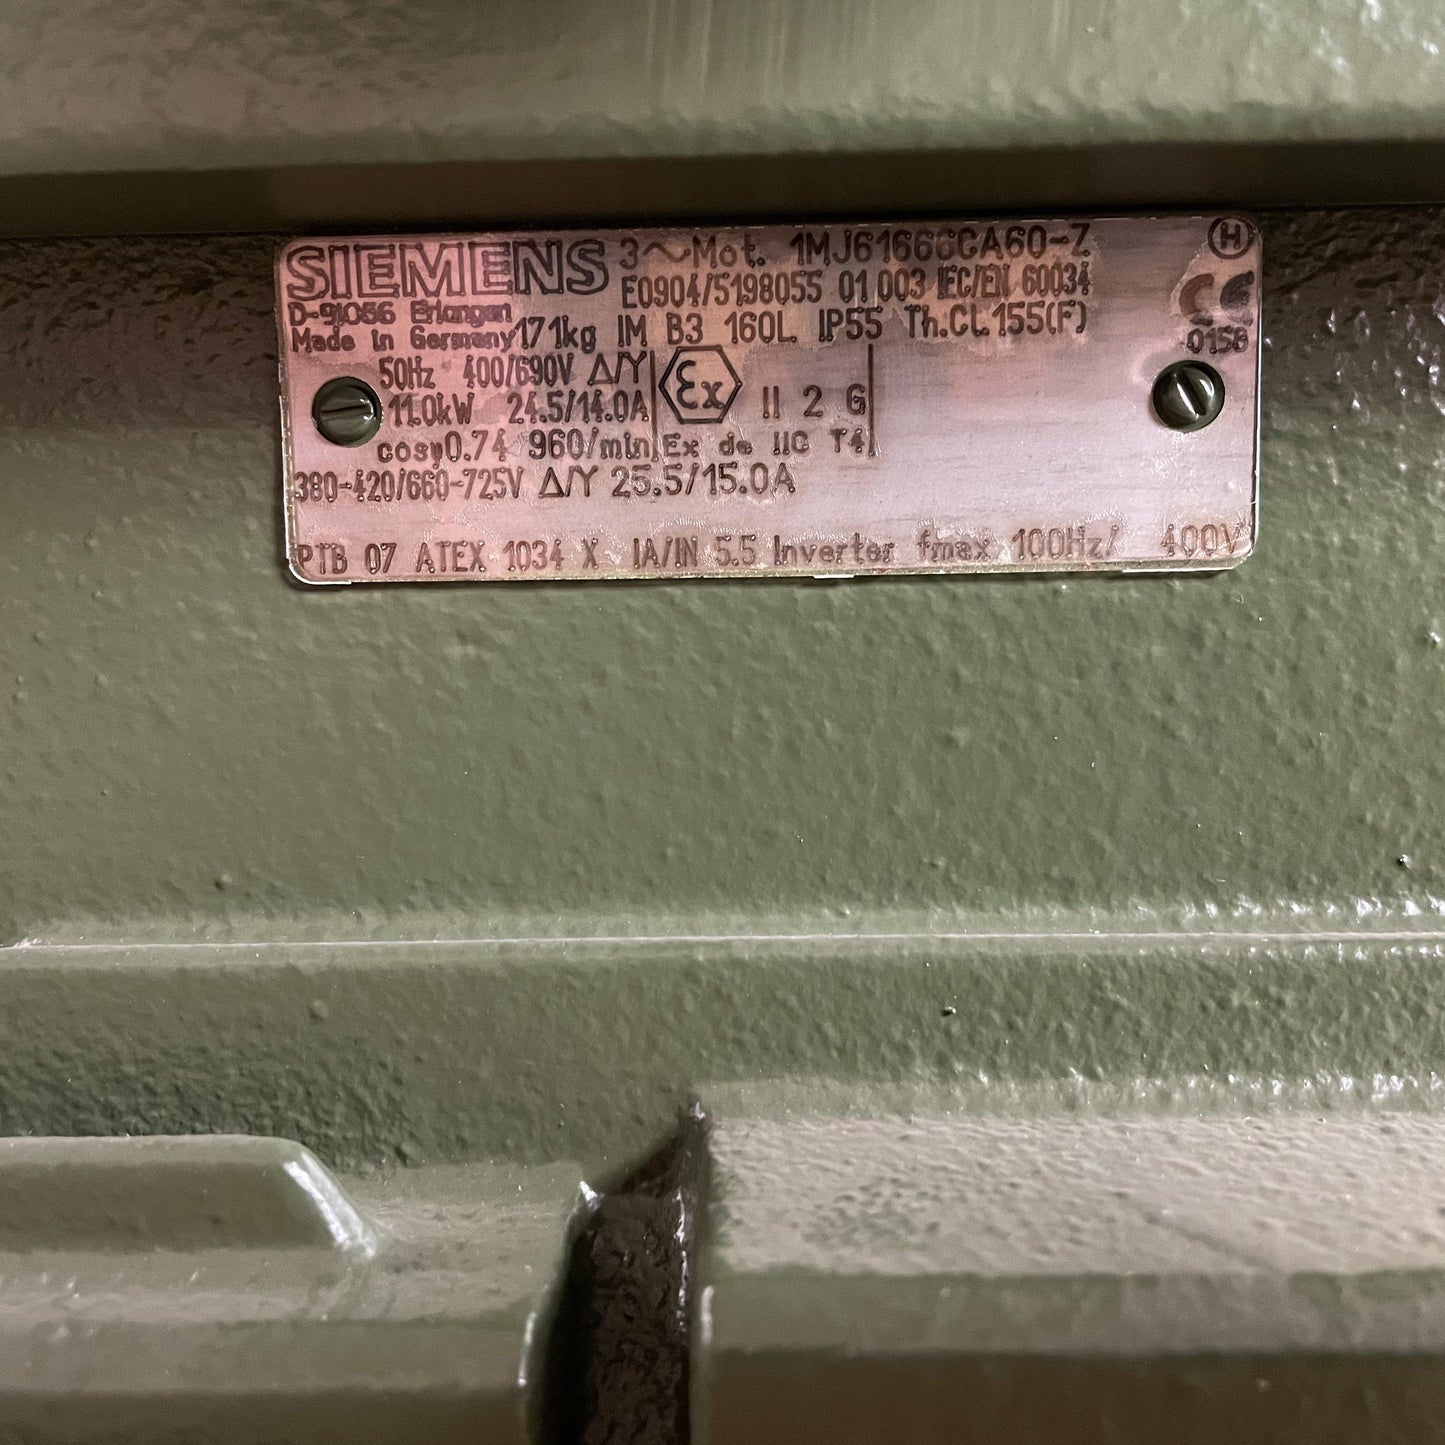 SIEMENS 3~Mot. 1MJ61666CA60-Z H
E0904/5198055 01 003 IEC/EN 60034
D-91056 Erlangen
Made in Germany 171kg IM B3 160L IP55 Th.Cl.155(F)
CE 0158
50Hz 400/690V Δ/Y
11.0kW 24.5/14.0A
Ex II 2 G
cosφ0.74 960/min Ex de IIC T4
380-420/660-725V Δ/Y 25.5/15.0A
PTB 07 ATEX 1034 X IA/IN 5.5 Inverter fmax 100Hz/ 400V